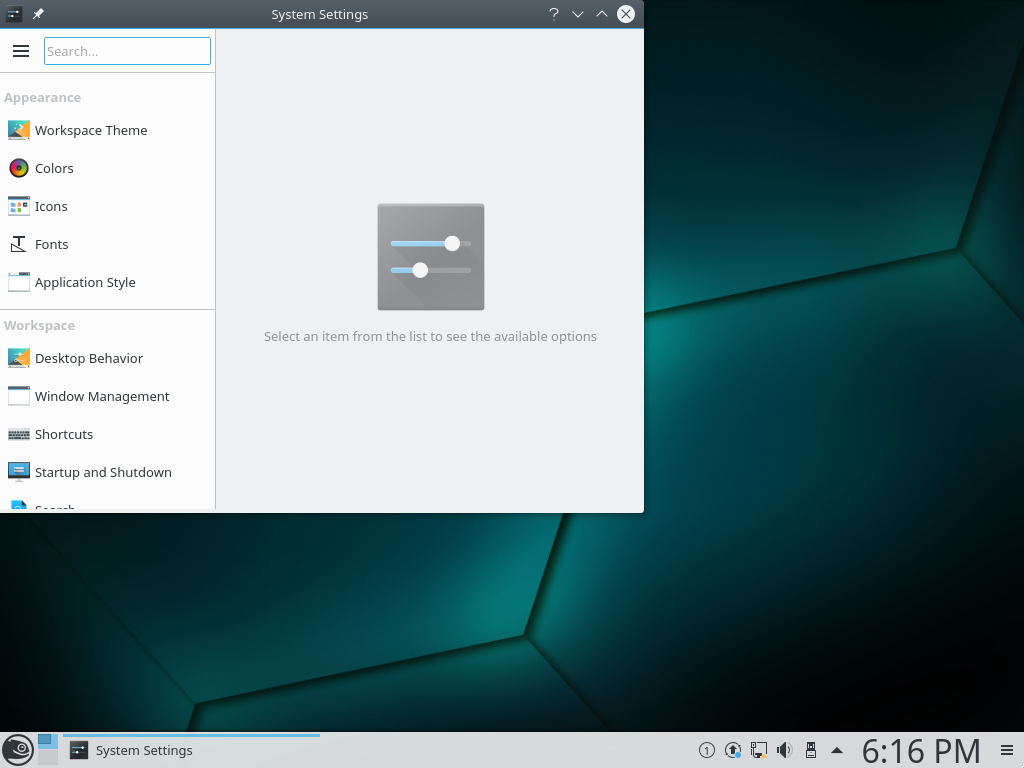 System Settings
Search...
Appearance
Workspace Theme
Colors
Icons
Fonts
Application Style
Workspace
Desktop Behavior
Window Management
Shortcuts
Startup and Shutdown
Search
Select an item from the list to see the available options
System Settings
1
6:16 PM